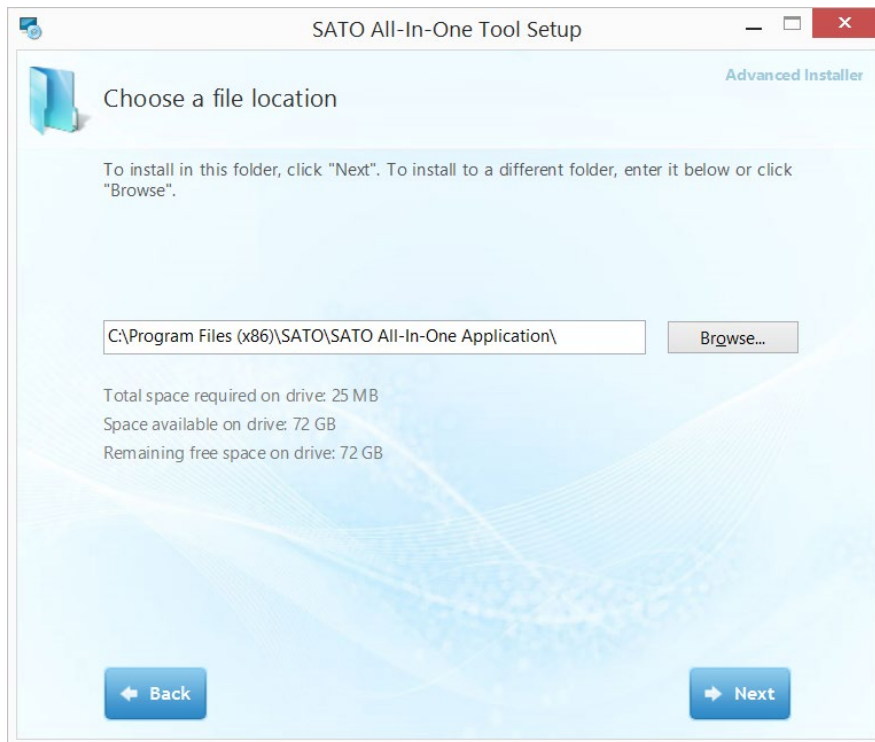 SATO All-In-One Tool Setup
Advanced Installer
Choose a file location
To install in this folder, click "Next". To install to a different folder, enter it below or click
"Browse".
C:\Program Files (x86)\SATO\SATO All-In-One Application\
Browse...
Total space required on drive: 25 MB
Space available on drive: 72 GB
Remaining free space on drive: 72 GB
Back
Next